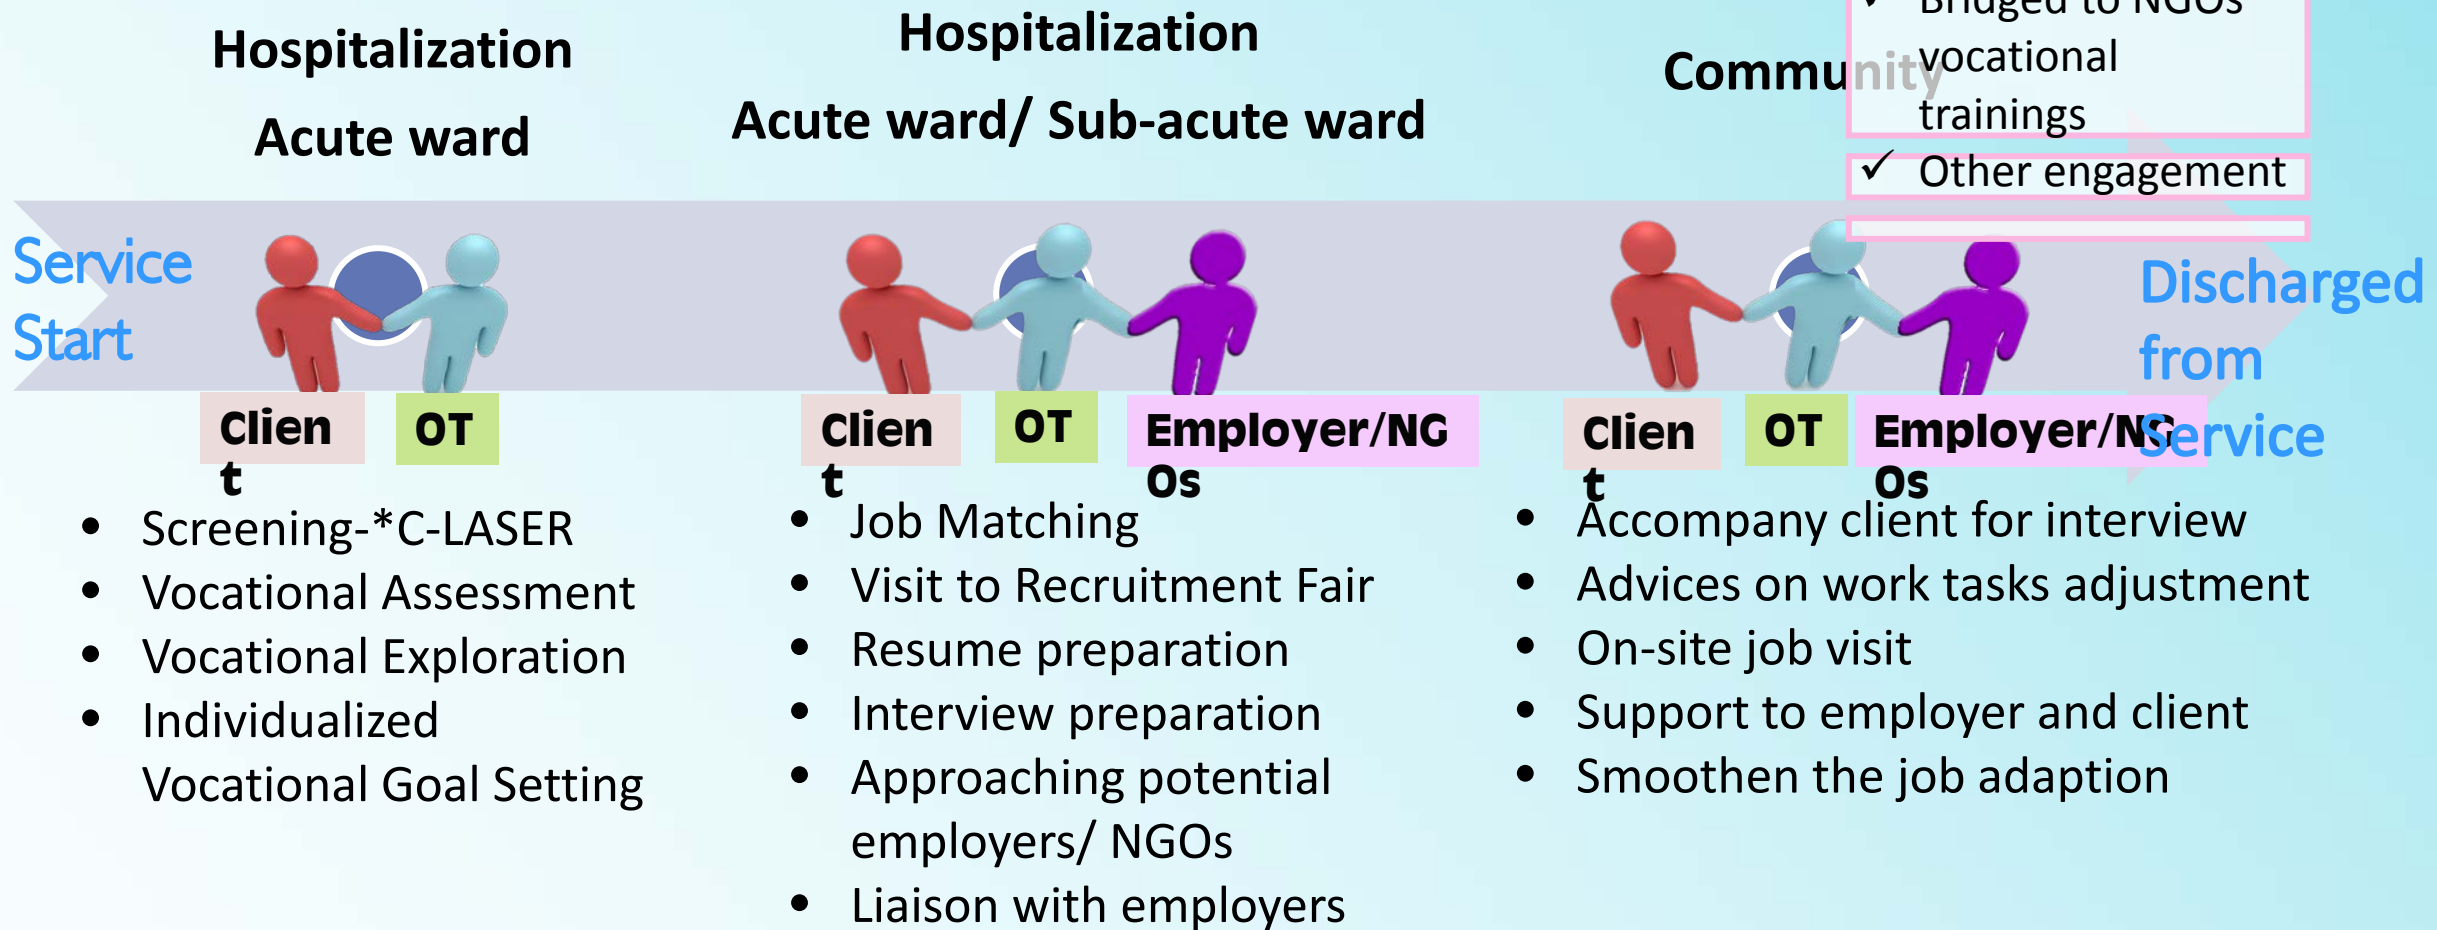 Hospitalization
Acute ward
Hospitalization
Acute ward/ Sub-acute ward
Community
✓ Bridged to NGOs
vocational
trainings
✓ Other engagement
Service
Start
Discharged
from
Service
Clien
t
OT
Clien
t
OT
Employer/NG
Os
Clien
t
OT
Employer/NG
Os
• Screening-*C-LASER
• Vocational Assessment
• Vocational Exploration
• Individualized
Vocational Goal Setting
• Job Matching
• Visit to Recruitment Fair
• Resume preparation
• Interview preparation
• Approaching potential
employers/ NGOs
• Liaison with employers
• Accompany client for interview
• Advices on work tasks adjustment
• On-site job visit
• Support to employer and client
• Smoothen the job adaption